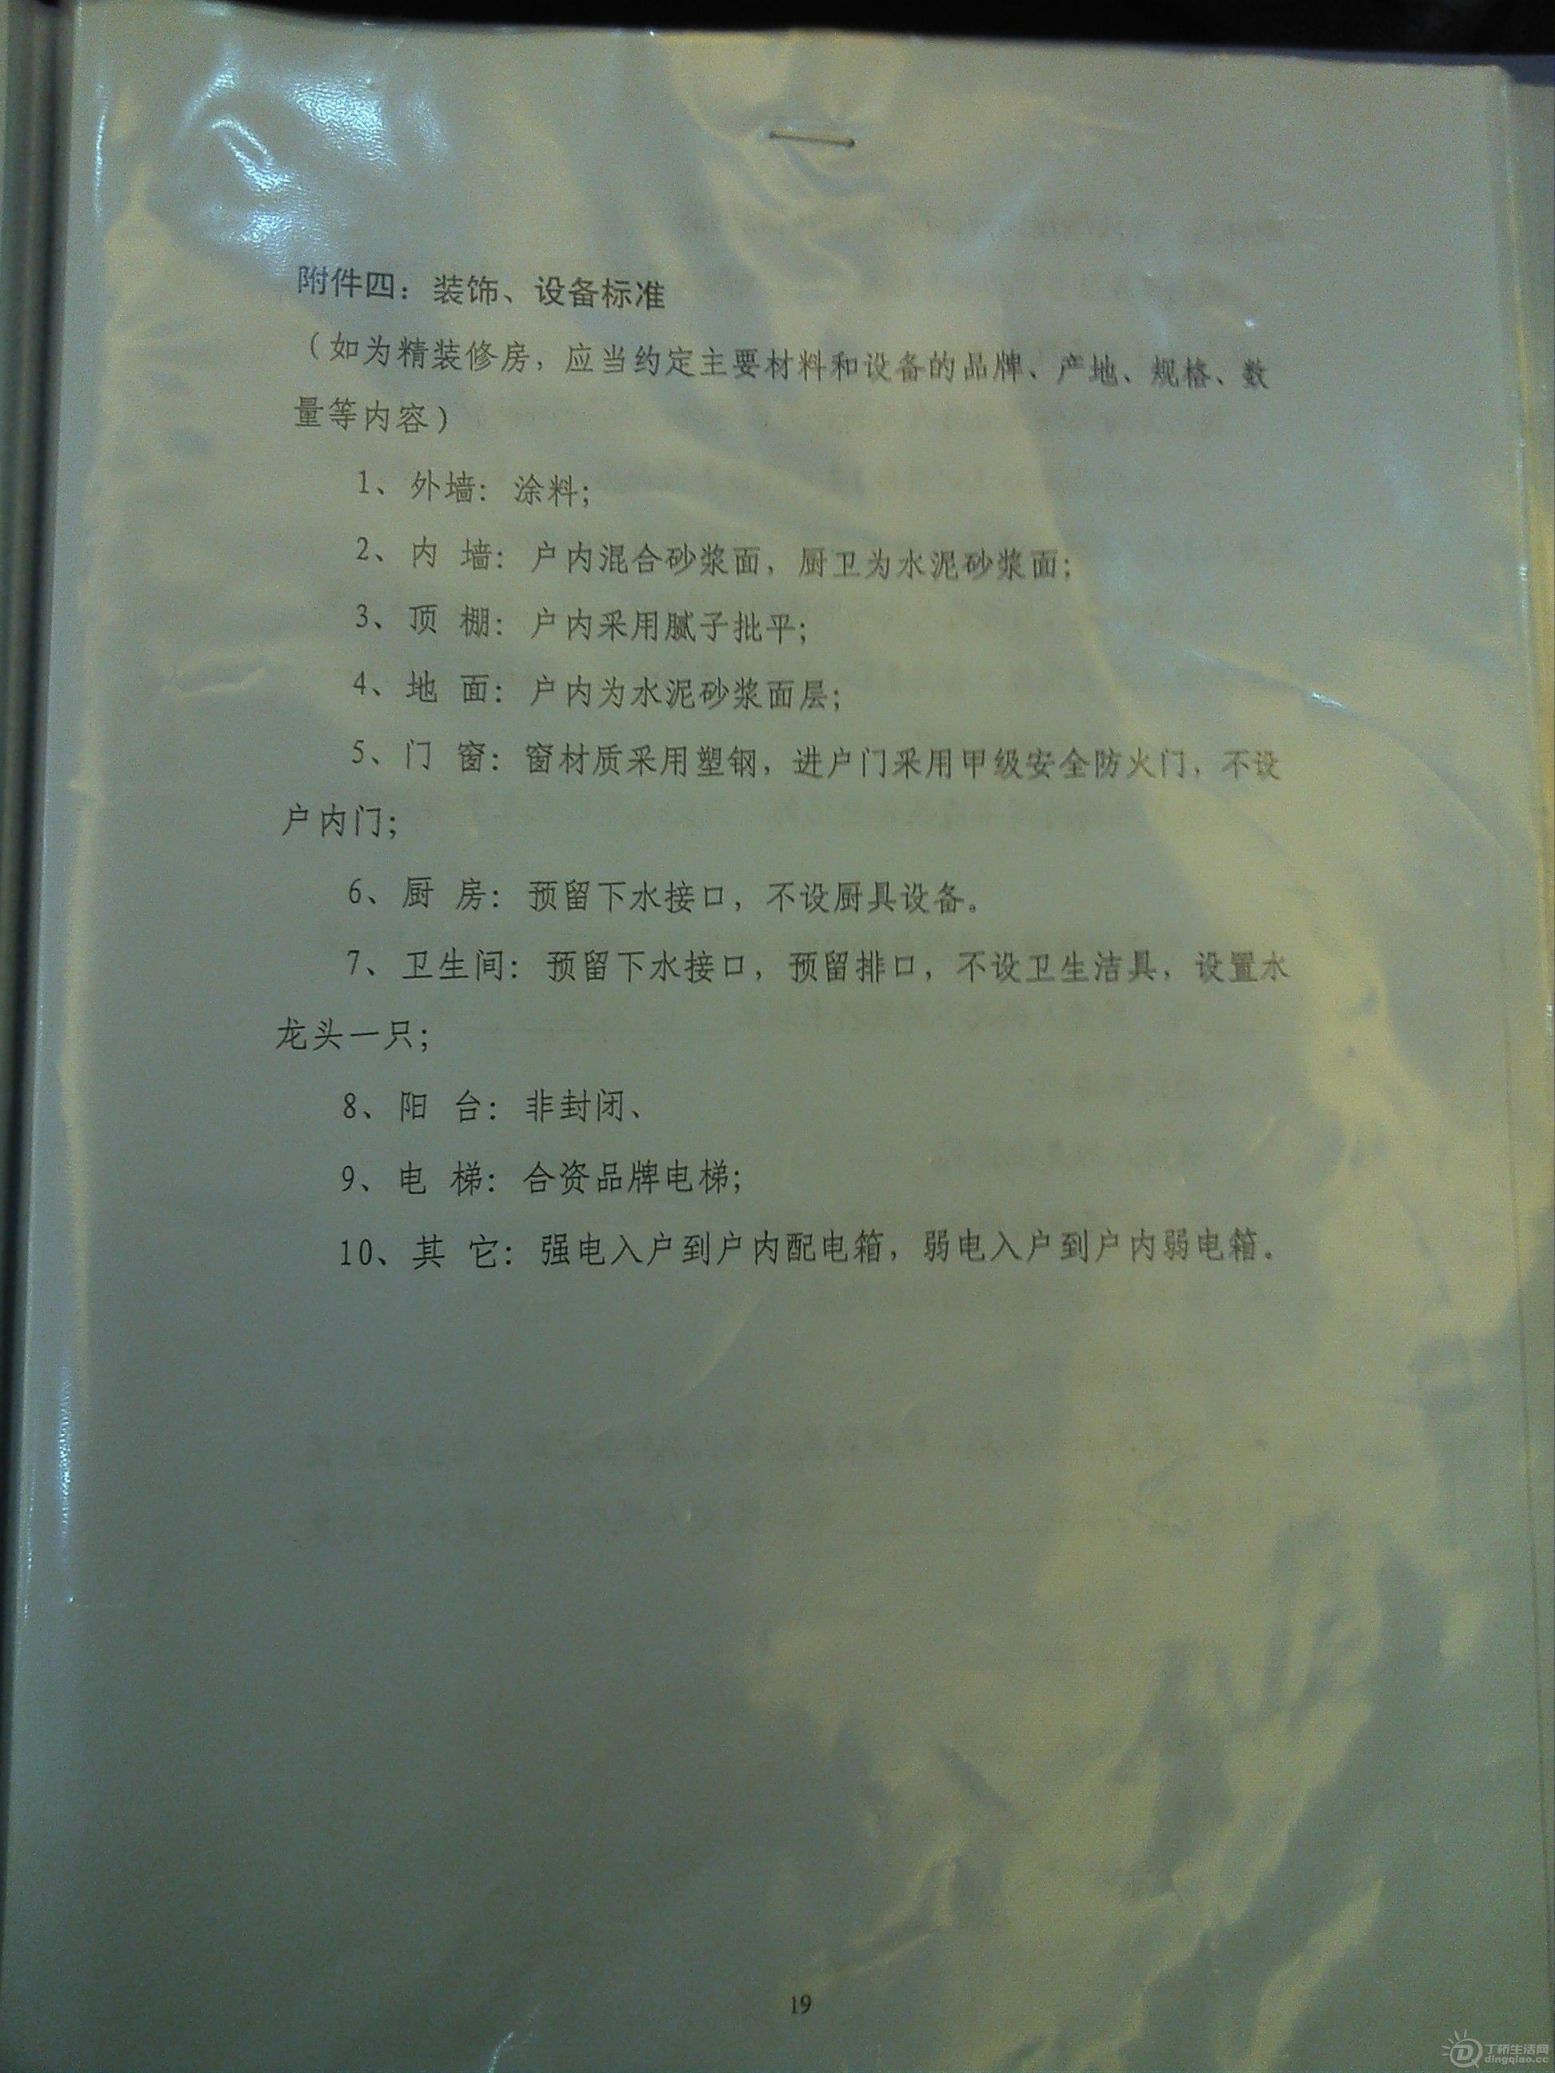 附件四：装饰、设备标准
（如为精装修房，应当约定主要材料和设备的品牌、产地、规格、数
量等内容）
1、外墙：涂料；
2、内 墙：户内混合砂浆面，厨卫为水泥砂浆面；
3、顶 棚：户内采用腻子批平；
4、地 面：户内为水泥砂浆面层；
5、门 窗：窗材质采用塑钢，进户门采用甲级安全防火门，不设
户内门；
6、厨 房：预留下水接口，不设厨具设备。
7、卫生间：预留下水接口，预留排口，不设卫生洁具，设置水
龙头一只；
8、阳 台：非封闭、
9、电 梯：合资品牌电梯；
10、其 它：强电入户到户内配电箱，弱电入户到户内弱电箱。
19
丁桥生活网
dingqiao.cc